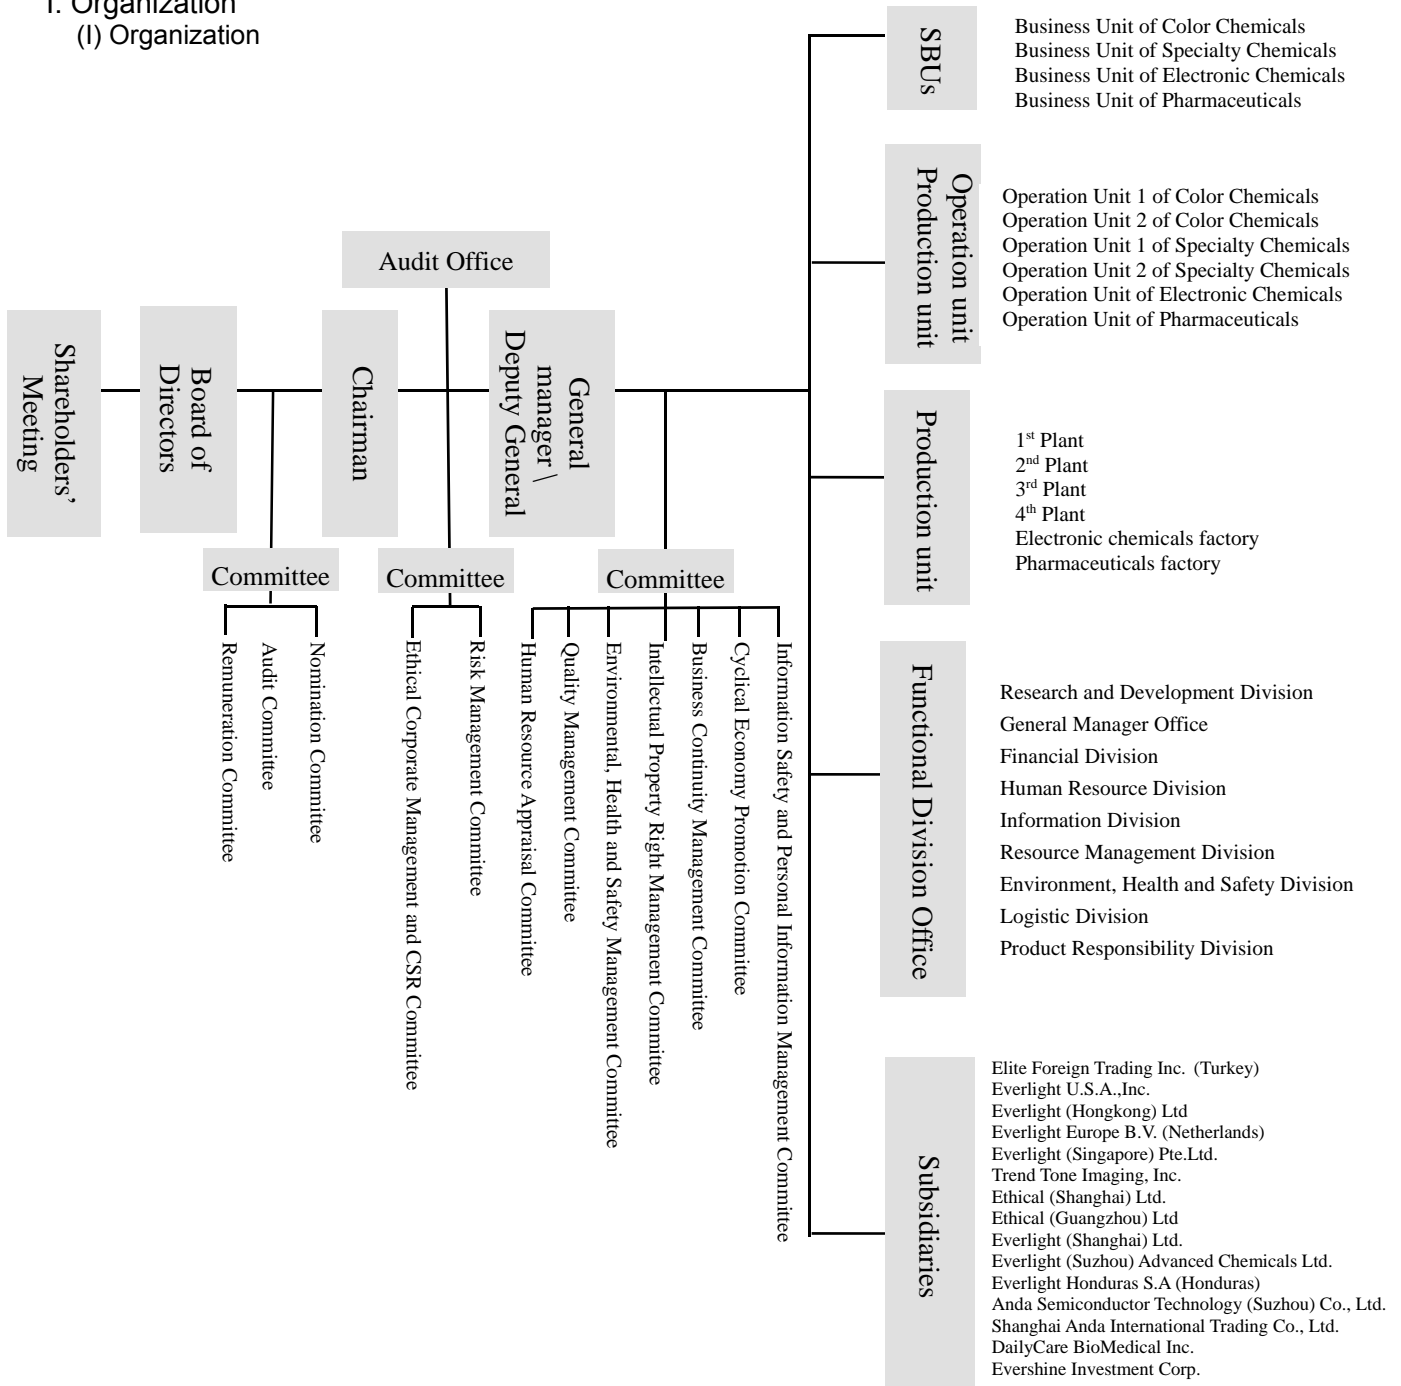 I. Organization
(I) Organization
Shareholders’
Meeting
Board of
Directors
Chairman
Audit Office
General
manager \
Deputy General
Committee
Remuneration Committee
Audit Committee
Nomination Committee
Committee
Ethical Corporate Management and CSR Committee
Risk Management Committee
Committee
Human Resource Appraisal Committee
Quality Management Committee
Environmental, Health and Safety Management Committee
Intellectual Property Right Management Committee
Business Continuity Management Committee
Cyclical Economy Promotion Committee
Information Safety and Personal Information Management Committee
SBUs
Business Unit of Color Chemicals
Business Unit of Specialty Chemicals
Business Unit of Electronic Chemicals
Business Unit of Pharmaceuticals
Operation unit
Production unit
Operation Unit 1 of Color Chemicals
Operation Unit 2 of Color Chemicals
Operation Unit 1 of Specialty Chemicals
Operation Unit 2 of Specialty Chemicals
Operation Unit of Electronic Chemicals
Operation Unit of Pharmaceuticals
Production unit
1st Plant
2nd Plant
3rd Plant
4th Plant
Electronic chemicals factory
Pharmaceuticals factory
Functional Division Office
Research and Development Division
General Manager Office
Financial Division
Human Resource Division
Information Division
Resource Management Division
Environment, Health and Safety Division
Logistic Division
Product Responsibility Division
Subsidiaries
Elite Foreign Trading Inc. (Turkey)
Everlight U.S.A.,Inc.
Everlight (Hongkong) Ltd
Everlight Europe B.V. (Netherlands)
Everlight (Singapore) Pte.Ltd.
Trend Tone Imaging, Inc.
Ethical (Shanghai) Ltd.
Ethical (Guangzhou) Ltd
Everlight (Shanghai) Ltd.
Everlight (Suzhou) Advanced Chemicals Ltd.
Everlight Honduras S.A (Honduras)
Anda Semiconductor Technology (Suzhou) Co., Ltd.
Shanghai Anda International Trading Co., Ltd.
DailyCare BioMedical Inc.
Evershine Investment Corp.